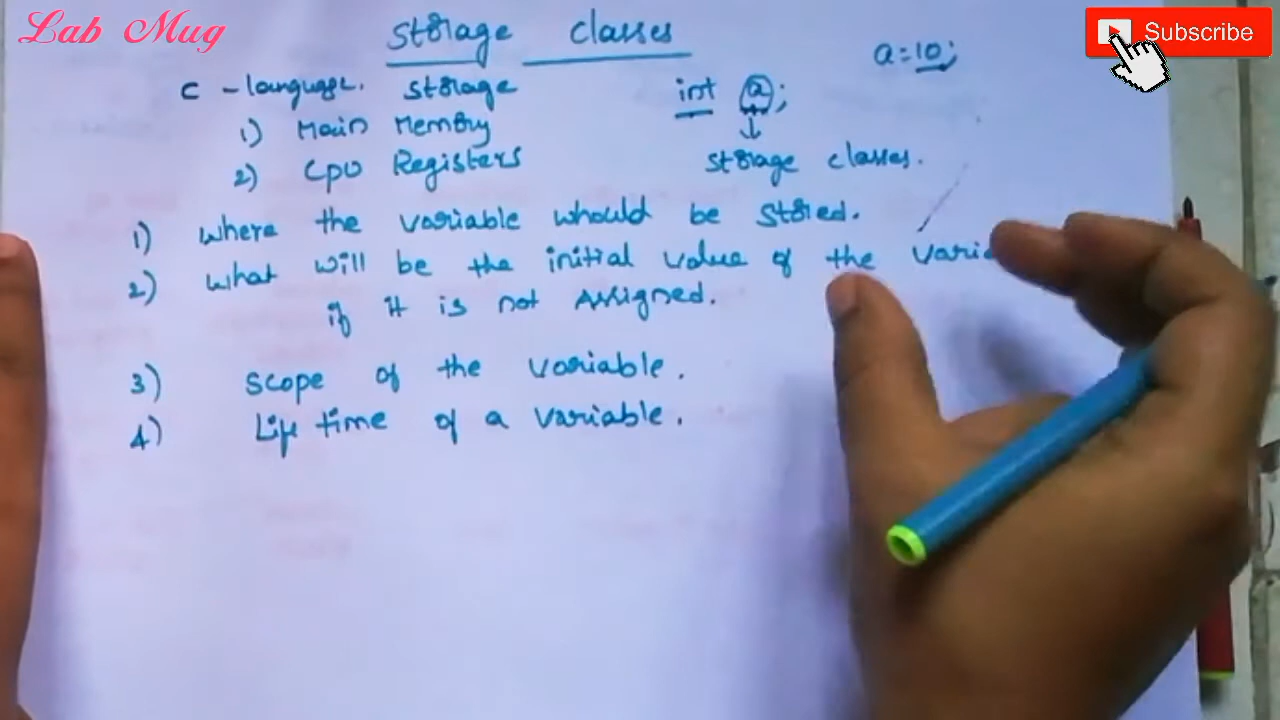 Lab Mug
Subscribe
Storage Classes
a=10;
C - language. Storage
int a;
1) Main Memory
2) CPU Registers
storage classes.
1) Where the variable whould be stored.
2) What will be the initial value of the
if it is not Assigned.
3) Scope of the variable.
4) Life time of a variable.